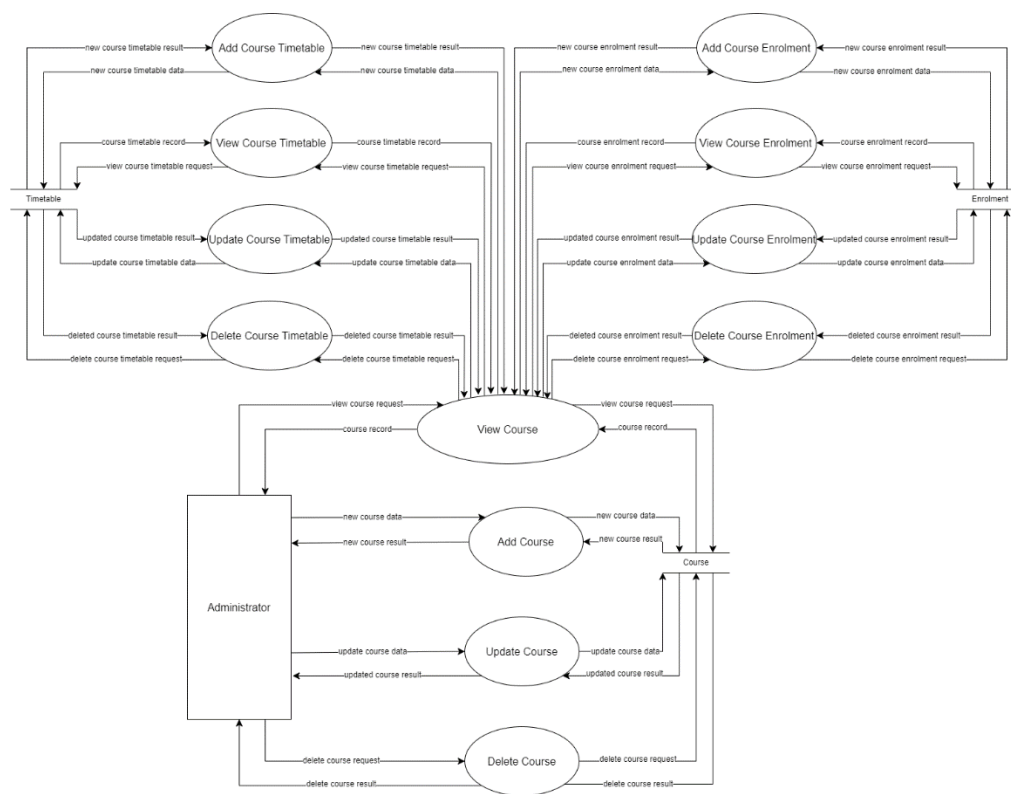 new course timetable result
Add Course Timetable
new course timetable result
new course timetable data
new course timetable data
course timetable record
View Course Timetable
course timetable record
view course timetable request
view course timetable request
Timetable
updated course timetable result
Update Course Timetable
updated course timetable result
update course timetable data
update course timetable data
deleted course timetable result
Delete Course Timetable
deleted course timetable result
delete course timetable request
delete course timetable request
new course enrolment result
Add Course Enrolment
new course enrolment result
new course enrolment data
new course enrolment data
course enrolment record
View Course Enrolment
course enrolment record
view course enrolment request
view course enrolment request
Enrolment
updated course enrolment result
Update Course Enrolment
updated course enrolment result
update course enrolment data
update course enrolment data
deleted course enrolment result
Delete Course Enrolment
deleted course enrolment result
delete course enrolment request
delete course enrolment request
view course request
View Course
view course request
course record
course record
new course data
Add Course
new course data
new course result
new course result
Course
Administrator
update course data
Update Course
update course data
updated course result
updated course result
delete course request
Delete Course
delete course request
delete course result
delete course result